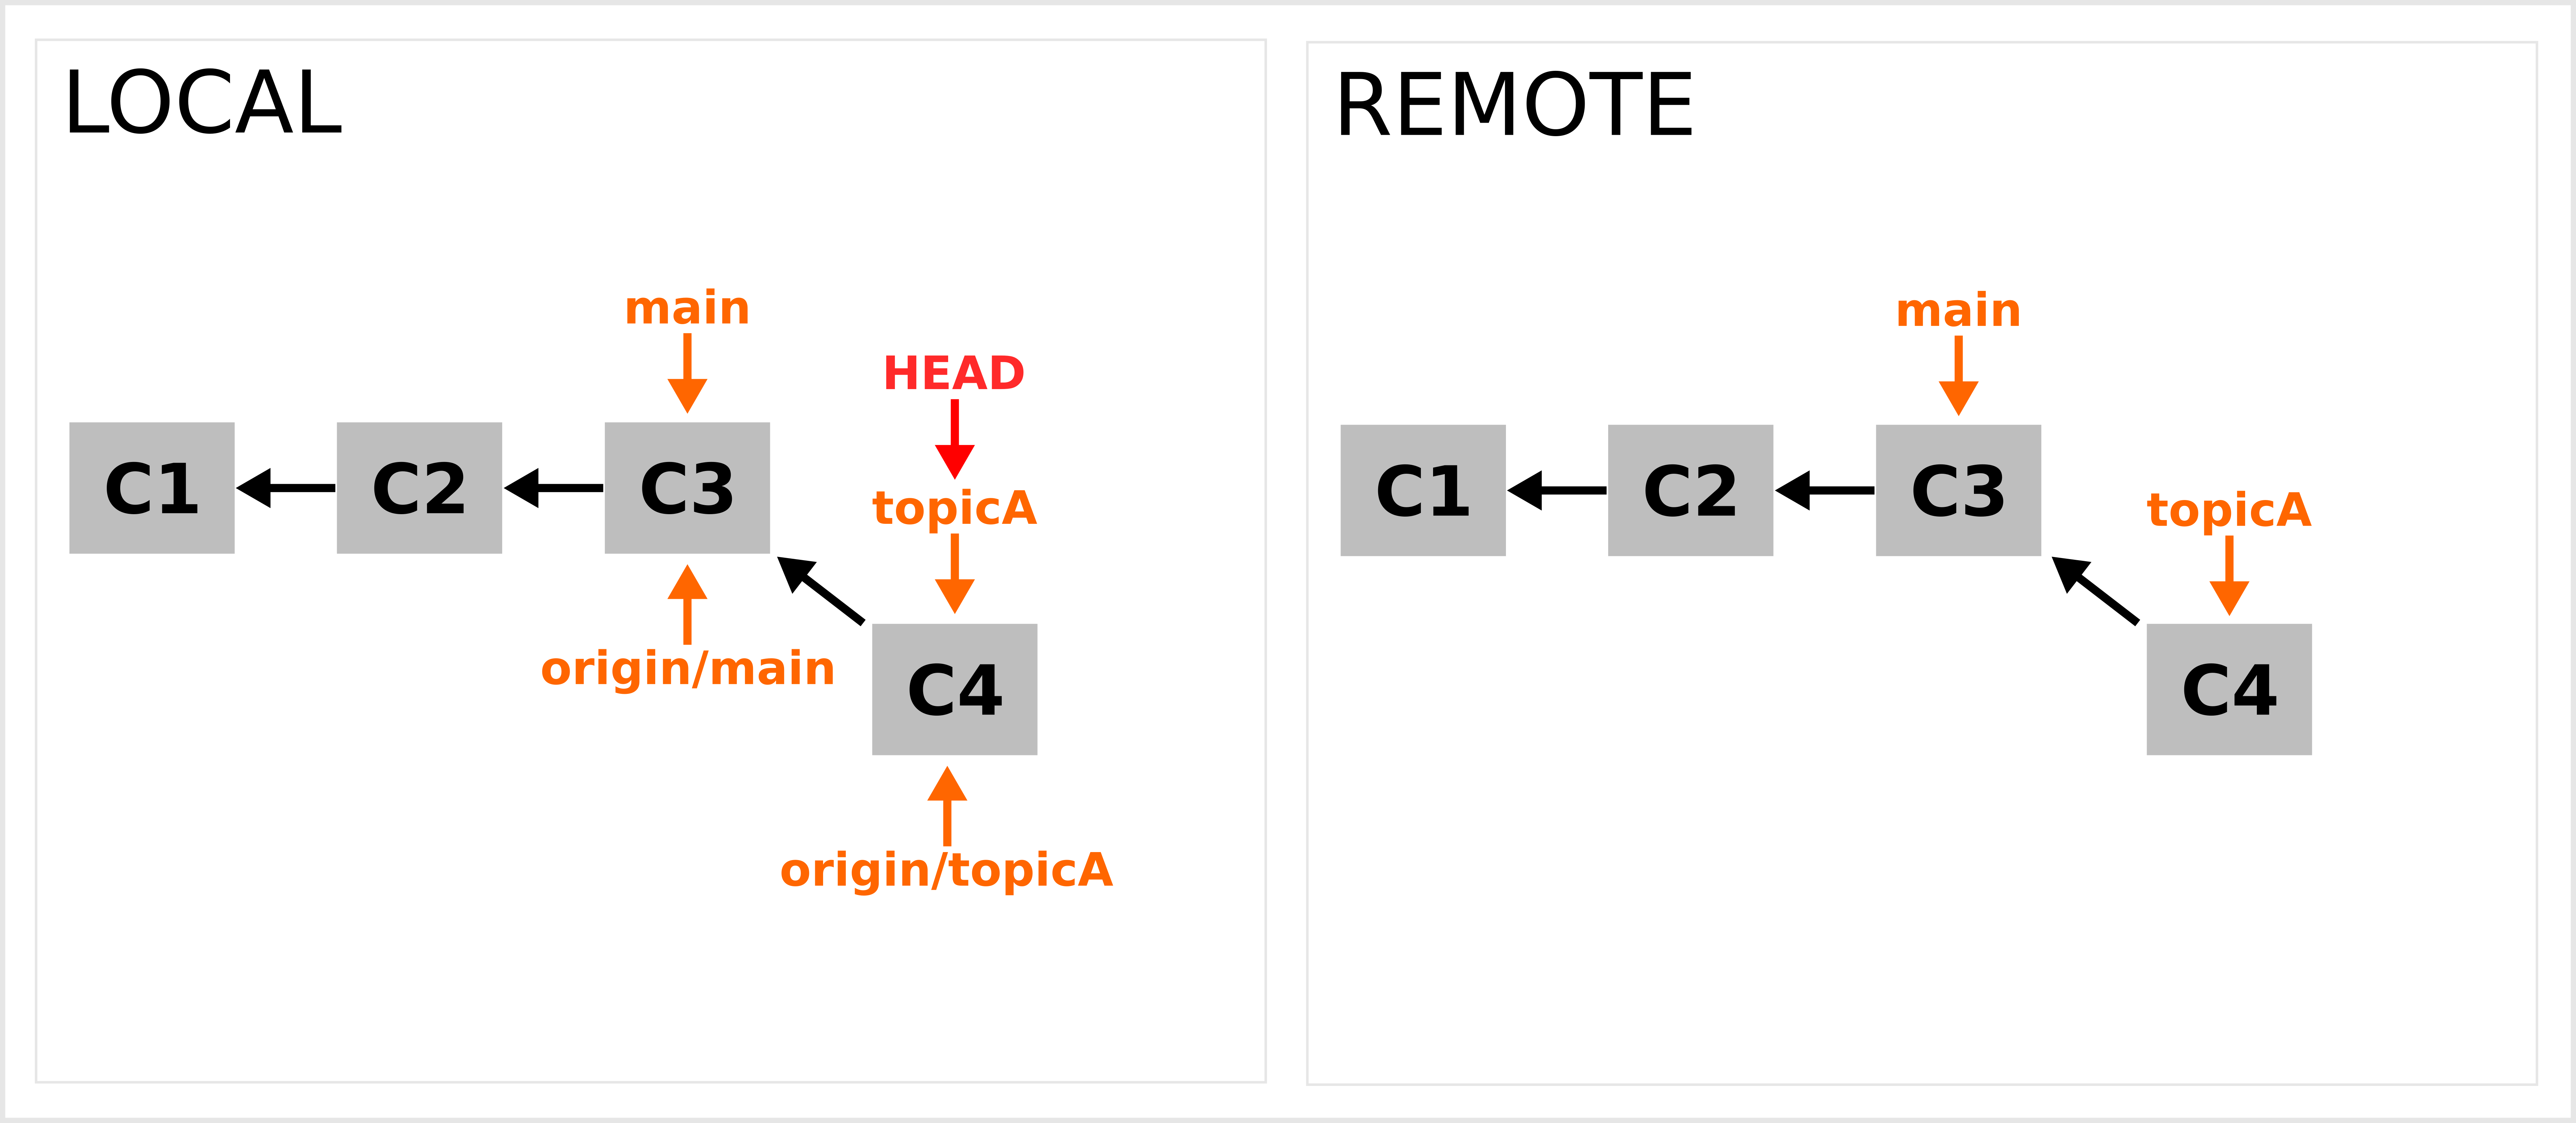 LOCAL
main
HEAD
C1 C2 C3
topicA
origin/main
C4
origin/topicA
REMOTE
main
C1 C2 C3
topicA
C4